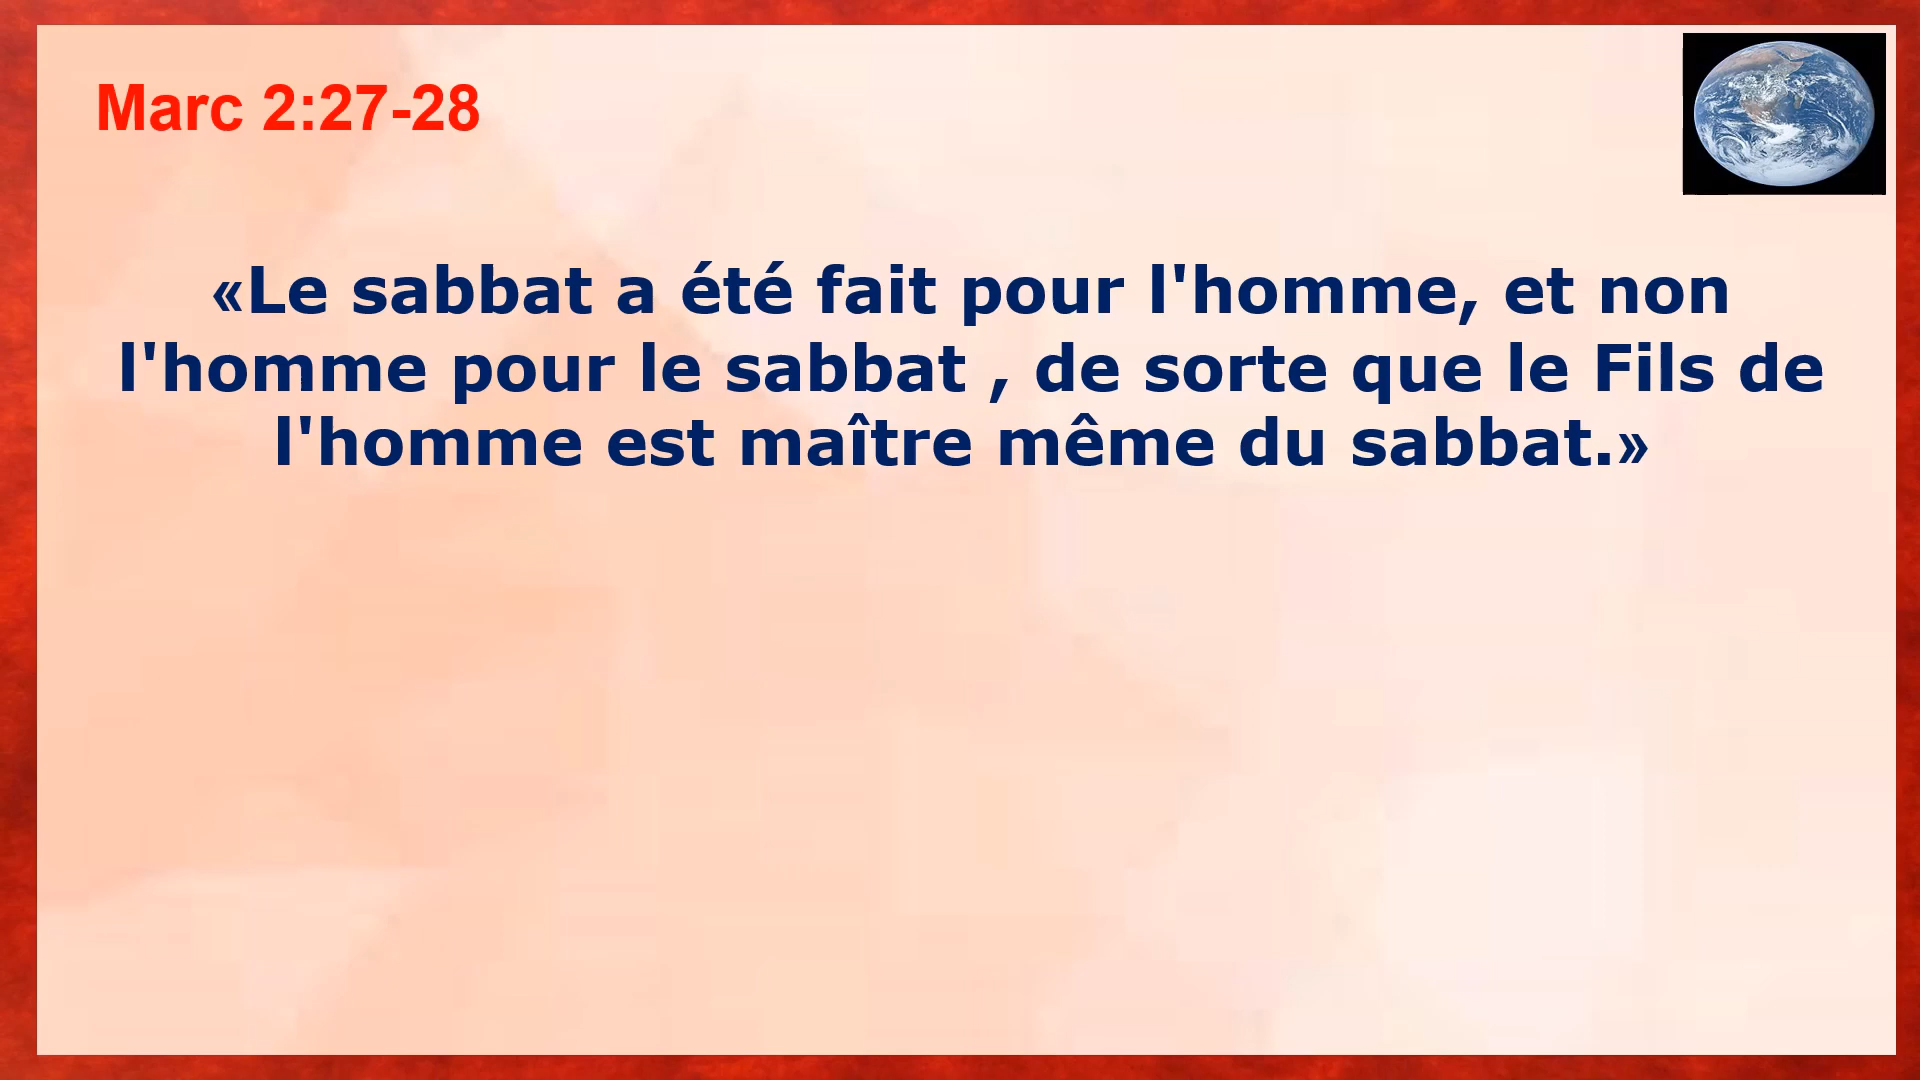 Marc 2:27-28
«Le sabbat a été fait pour l'homme, et non
l'homme pour le sabbat , de sorte que le Fils de
l'homme est maître même du sabbat.»